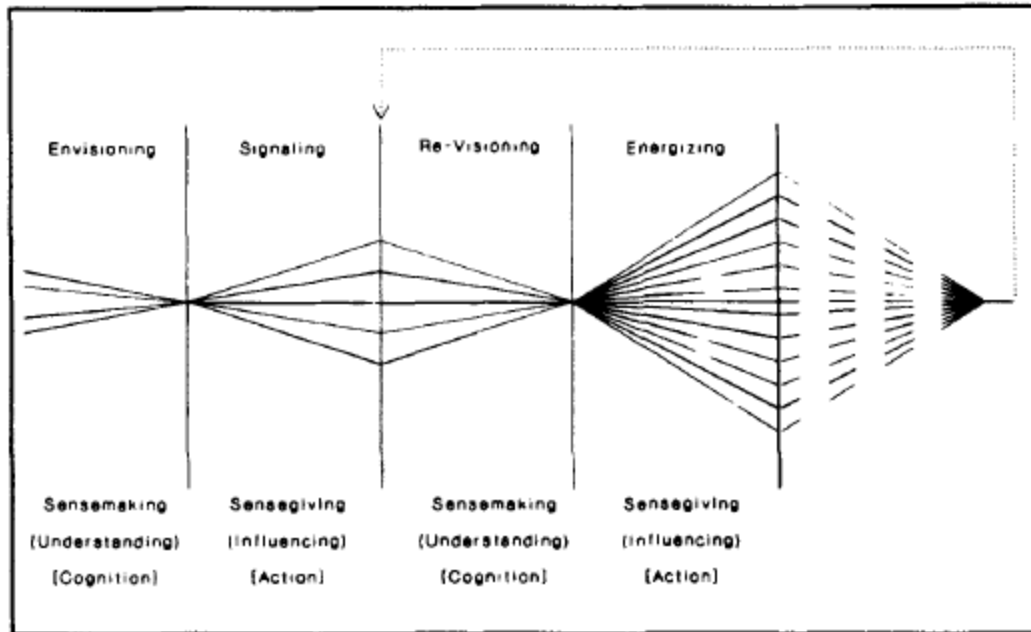 Envisioning Signaling Re-Visioning Energizing
Sensemaking Sensegiving Sensemaking Sensegiving
(Understanding) (Influencing) (Understanding) (Influencing)
[Cognition] [Action] [Cognition] [Action]